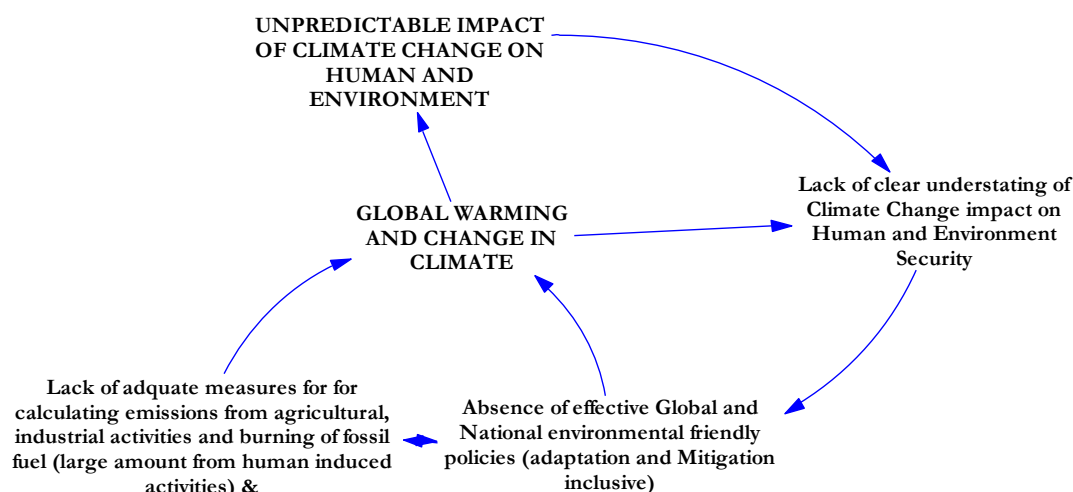 UNPREDICTABLE IMPACT
OF CLIMATE CHANGE ON
HUMAN AND
ENVIRONMENT
Lack of clear understating of
Climate Change impact on
Human and Environment
Security
GLOBAL WARMING
AND CHANGE IN
CLIMATE
Lack of adquate measures for for
calculating emissions from agricultural,
industrial activities and burning of fossil
fuel (large amount from human induced
activities) &
Absence of effective Global and
National environmental friendly
policies (adaptation and Mitigation
inclusive)